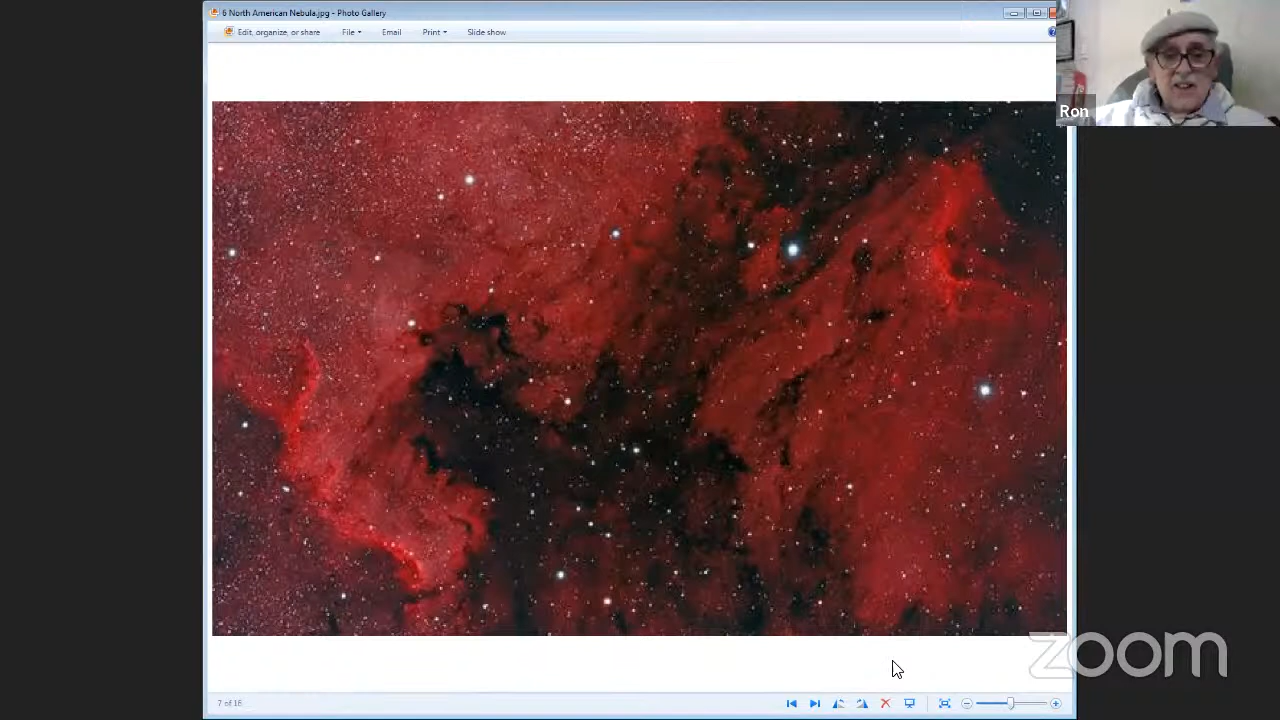 6 North American Nebula.jpg - Photo Gallery
Edit, organize, or share File Email Print Slide show
Ron
zoom
7 of 16